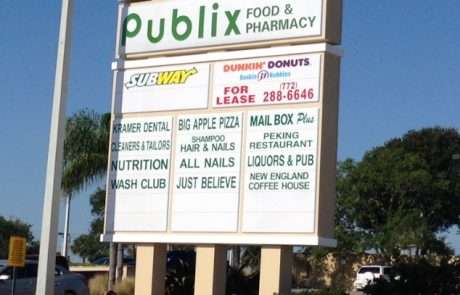 Publix FOOD &
PHARMACY
SUBWAY
DUNKIN' DONUTS
Baskin BR Robbins
FOR (772)
LEASE 288-6646
KRAMER DENTAL
CLEANERS & TAILORS
NUTRITION
WASH CLUB
BIG APPLE PIZZA
SHAMPOO
HAIR & NAILS
ALL NAILS
JUST BELIEVE
MAIL BOX Plus
PEKING
RESTAURANT
LIQUORS & PUB
NEW ENGLAND
COFFEE HOUSE